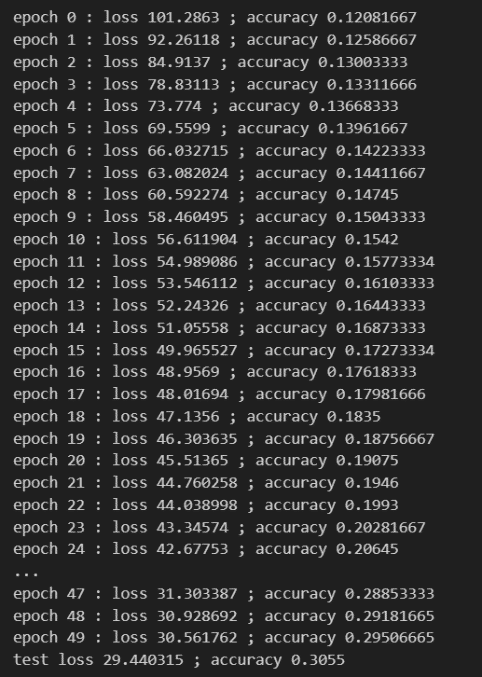 epoch 0 : loss 101.2863 ; accuracy 0.12081667
epoch 1 : loss 92.26118 ; accuracy 0.12586667
epoch 2 : loss 84.9137 ; accuracy 0.13003333
epoch 3 : loss 78.83113 ; accuracy 0.13311666
epoch 4 : loss 73.774 ; accuracy 0.13668333
epoch 5 : loss 69.5599 ; accuracy 0.13961667
epoch 6 : loss 66.032715 ; accuracy 0.14223333
epoch 7 : loss 63.082024 ; accuracy 0.14411667
epoch 8 : loss 60.592274 ; accuracy 0.14745
epoch 9 : loss 58.460495 ; accuracy 0.15043333
epoch 10 : loss 56.611904 ; accuracy 0.1542
epoch 11 : loss 54.989086 ; accuracy 0.15773334
epoch 12 : loss 53.546112 ; accuracy 0.16103333
epoch 13 : loss 52.24326 ; accuracy 0.16443333
epoch 14 : loss 51.05558 ; accuracy 0.16873333
epoch 15 : loss 49.965527 ; accuracy 0.17273334
epoch 16 : loss 48.9569 ; accuracy 0.17618333
epoch 17 : loss 48.01694 ; accuracy 0.17981666
epoch 18 : loss 47.1356 ; accuracy 0.1835
epoch 19 : loss 46.303635 ; accuracy 0.18756667
epoch 20 : loss 45.51365 ; accuracy 0.19075
epoch 21 : loss 44.760258 ; accuracy 0.1946
epoch 22 : loss 44.038998 ; accuracy 0.1993
epoch 23 : loss 43.34574 ; accuracy 0.20281667
epoch 24 : loss 42.67753 ; accuracy 0.20645
...
epoch 47 : loss 31.303387 ; accuracy 0.28853333
epoch 48 : loss 30.928692 ; accuracy 0.29181665
epoch 49 : loss 30.561762 ; accuracy 0.29506665
test loss 29.440315 ; accuracy 0.3055